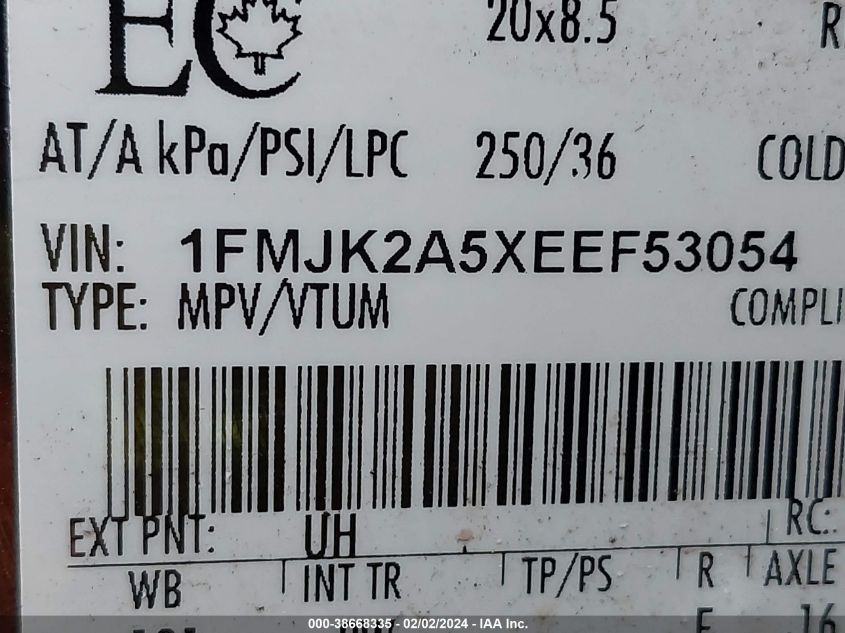 EC
20x8.5
R
AT/A kPa/PSI/LPC 250/36 COLD
VIN: 1FMJK2A5XEEF53054
TYPE: MPV/VTUM COMPLI
EXT PNT: UH RC:
WB INT TR TP/PS R AXLE
F 16
000-38668335 - 02/02/2024 - IAA Inc.